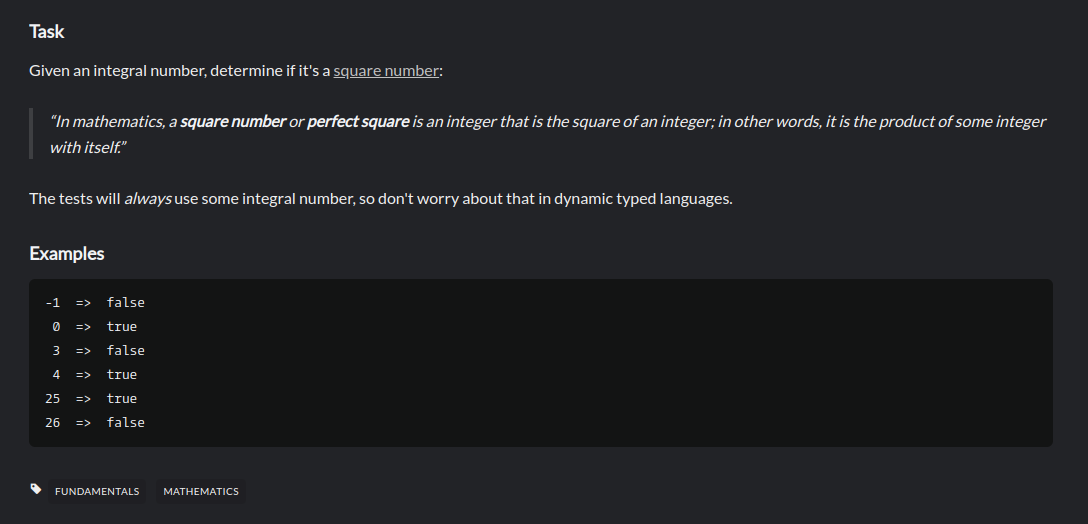 Task
Given an integral number, determine if it's a square number:
“In mathematics, a square number or perfect square is an integer that is the square of an integer; in other words, it is the product of some integer
with itself.”
The tests will always use some integral number, so don't worry about that in dynamic typed languages.
Examples
-1 => false
0 => true
3 => false
4 => true
25 => true
26 => false
FUNDAMENTALS MATHEMATICS